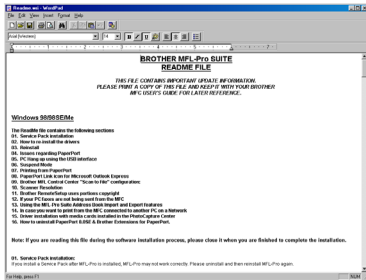 Readme.wri - WordPad
File Edit View Insert Format Help
Arial (Western)
14
BROTHER MFL-Pro SUITE
README FILE
THIS FILE CONTAINS IMPORTANT UPDATE INFORMATION.
PLEASE PRINT A COPY OF THIS FILE AND KEEP IT WITH YOUR BROTHER
MFC USER'S GUIDE FOR LATER REFERENCE.
Windows 98/98SE/Me
The ReadMe file contains the following sections
01. Service Pack installation
02. How to re install the drivers
03. Reinstall
04. Issues regarding PaperPort
05. PC Hang up using the USB interface
06. Suspend Mode
07. Printing from PaperPort
08. PaperPort Link icon for Microsoft Outlook Express
09. Brother MFL Control Center "Scan to File" configuration:
10. Scanner Resolution
11. Brother RemoteSetup uses portions copyright
12. If your PC faxes are not being sent from the MFC
13. Using the MFL-Pro Suite Address Book Import and Export features
14. In case you want to print from the MFC connected to another PC on a Network
15. Driver installation with media cards installed in the PhotoCapture Center
16. How to uninstall PaperPort 8.0SE & Brother Extensions for PaperPort.
Note: If you are reading this file during the software installation process, please close it when you are finished to complete the installation.
01. Service Pack installation:
If you install a Service Pack after MFL-Pro is installed, MFL-Pro may not work correctly. Please uninstall and then reinstall MFL-Pro again.
For Help, press F1
NUM